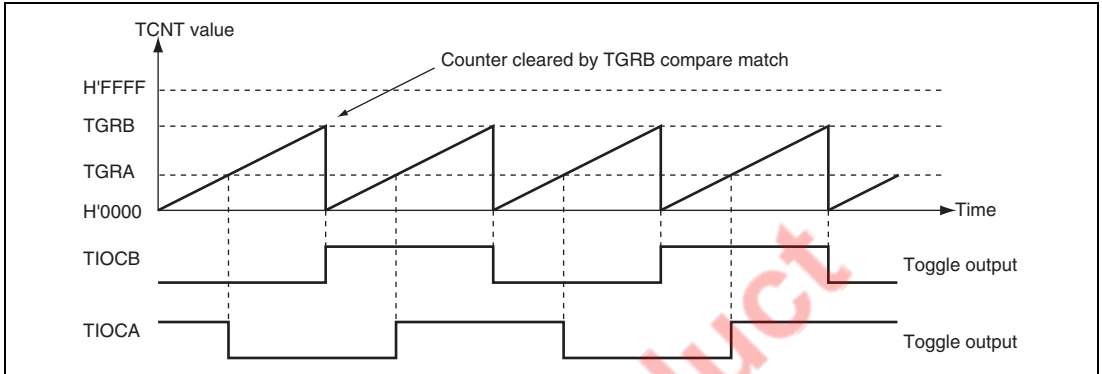 TCNT value
Counter cleared by TGRB compare match
H'FFFF
TGRB
TGRA
H'0000
Time
TIOCB
Toggle output
TIOCA
Toggle output